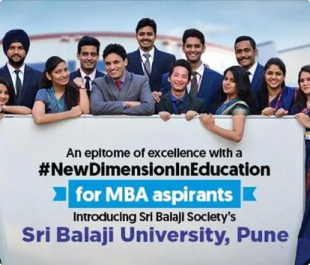 An epitome of excellence with a
#NewDimensionInEducation
for MBA aspirants
Introducing Sri Balaji Society's
Sri Balaji University, Pune